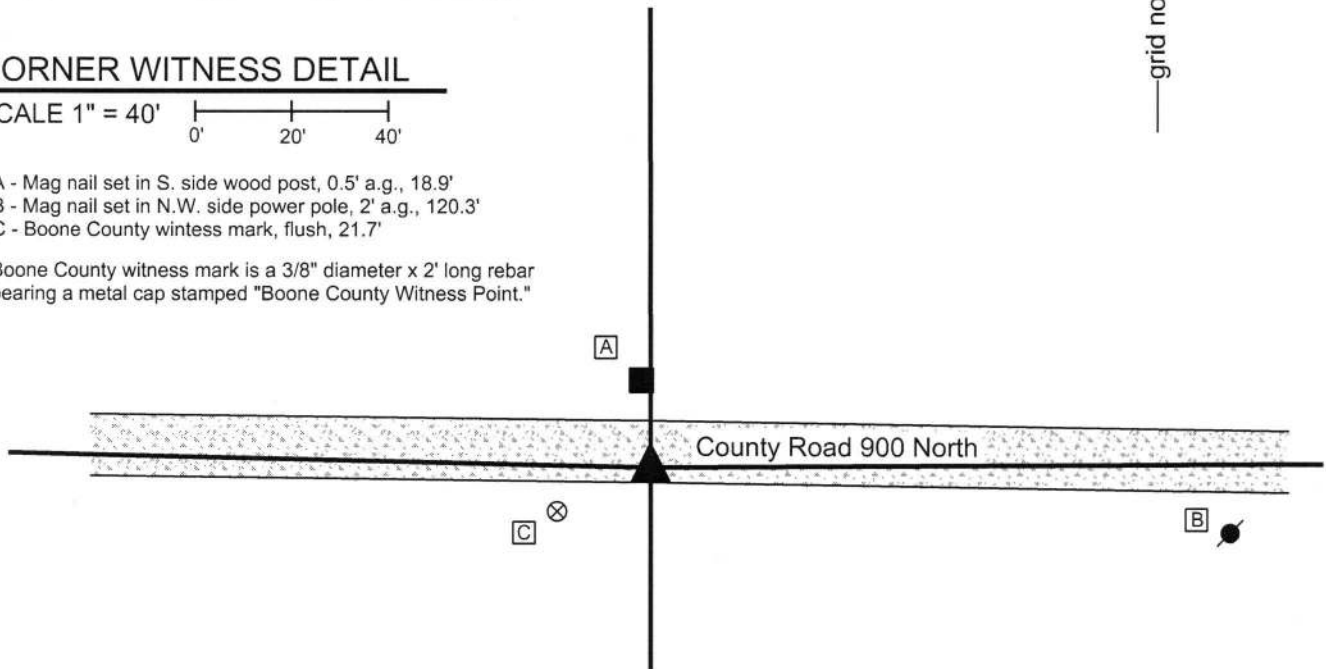 ORNER WITNESS DETAIL
CALE 1" = 40'
0' 20' 40'
A - Mag nail set in S. side wood post, 0.5' a.g., 18.9'
B - Mag nail set in N.W. side power pole, 2' a.g., 120.3'
C - Boone County wintess mark, flush, 21.7'
Boone County witness mark is a 3/8" diameter x 2' long rebar
earing a metal cap stamped "Boone County Witness Point."
grid no
A
County Road 900 North
C
B